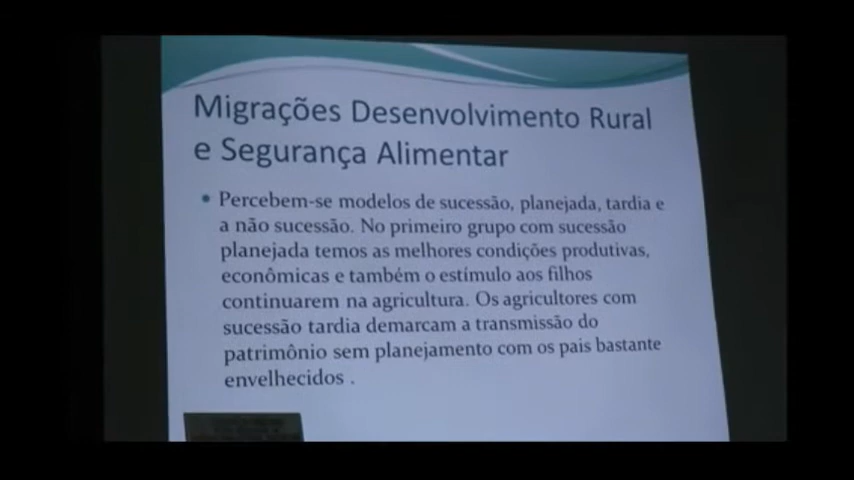 Migrações Desenvolvimento Rural
e Segurança Alimentar
• Percebem-se modelos de sucessão, planejada, tardia e
a não sucessão. No primeiro grupo com sucessão
planejada temos as melhores condições produtivas,
econômicas e também o estímulo aos filhos
continuarem na agricultura. Os agricultores com
sucessão tardia demarcam a transmissão do
patrimônio sem planejamento com os pais bastante
envelhecidos .